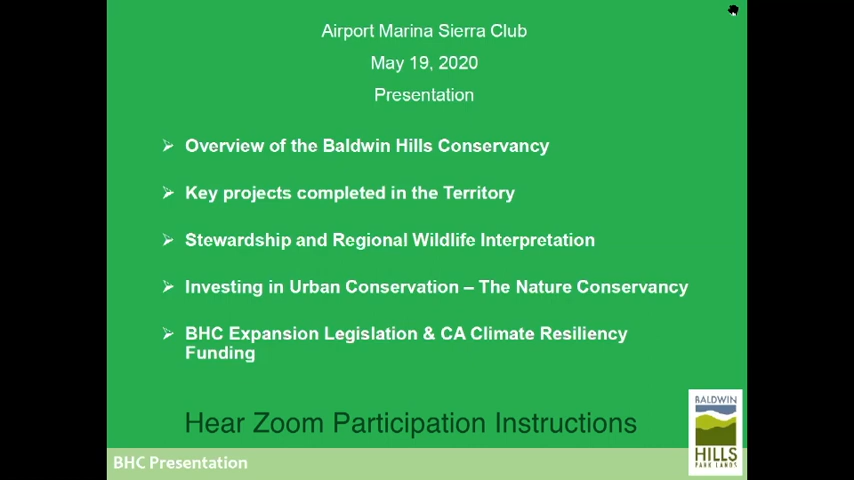 Airport Marina Sierra Club
May 19, 2020
Presentation
Overview of the Baldwin Hills Conservancy
Key projects completed in the Territory
Stewardship and Regional Wildlife Interpretation
Investing in Urban Conservation – The Nature Conservancy
BHC Expansion Legislation & CA Climate Resiliency
Funding
Hear Zoom Participation Instructions
BALDWIN
HILLS
PARK LANDS
BHC Presentation